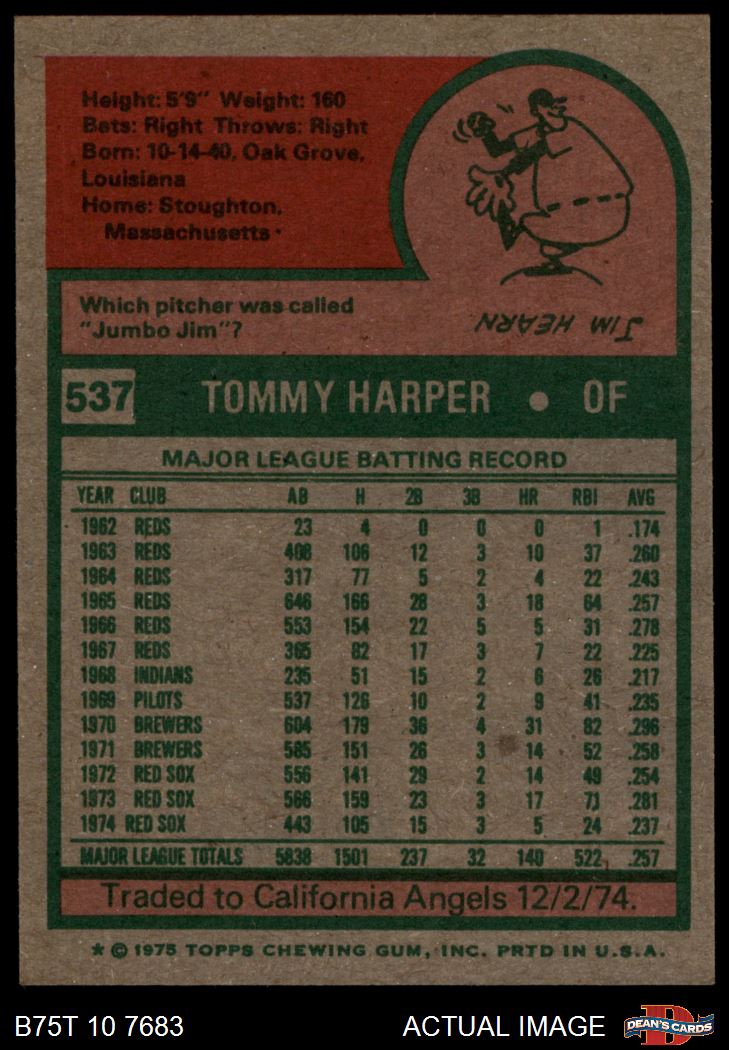 Height: 5'9" Weight: 160
Bats: Right Throws: Right
Born: 10-14-40, Oak Grove,
Louisiana
Home: Stoughton,
Massachusetts
Which pitcher was called
"Jumbo Jim"?
JIM HEARN
537 TOMMY HARPER • OF
MAJOR LEAGUE BATTING RECORD
YEAR CLUB AB H 2B 3B HR RBI AVG
1962 REDS 23 4 0 0 0 1 .174
1963 REDS 408 106 12 3 10 37 .260
1964 REDS 317 77 5 2 4 22 .243
1965 REDS 646 166 28 3 18 64 .257
1966 REDS 553 154 22 5 5 31 .278
1967 REDS 365 82 17 3 7 22 .225
1968 INDIANS 235 51 15 2 6 26 .217
1969 PILOTS 537 126 10 2 9 41 .235
1970 BREWERS 604 179 36 4 31 82 .296
1971 BREWERS 585 151 26 3 14 52 .258
1972 RED SOX 556 141 29 2 14 49 .254
1973 RED SOX 566 159 23 3 17 71 .281
1974 RED SOX 443 105 15 3 5 24 .237
MAJOR LEAGUE TOTALS 5838 1501 237 32 140 522 .257
Traded to California Angels 12/2/74.
* © 1975 TOPPS CHEWING GUM, INC. PRTD IN U.S.A.
B75T 10 7683 ACTUAL IMAGE DEAN'S CARDS